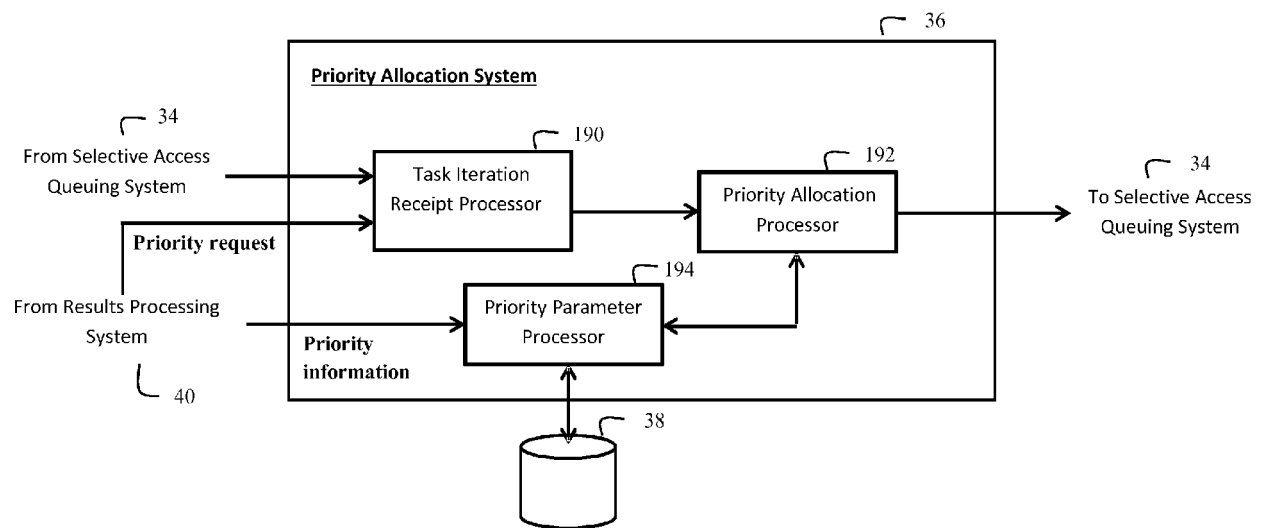 36
Priority Allocation System
34
From Selective Access
Queuing System
190
Task Iteration
Receipt Processor
192
Priority Allocation
Processor
34
To Selective Access
Queuing System
Priority request
194
From Results Processing
System
Priority Parameter
Processor
Priority
information
40
38